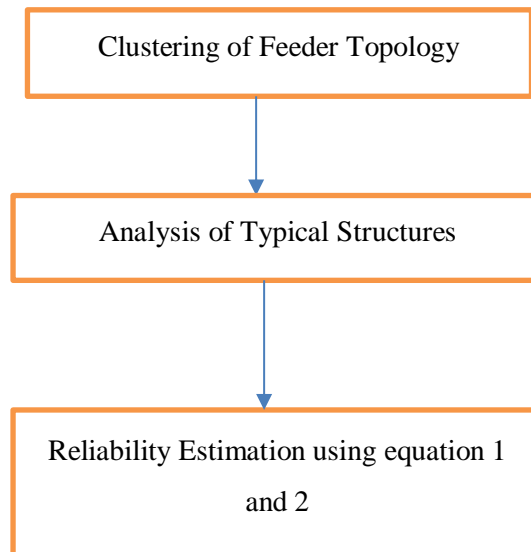 Clustering of Feeder Topology
Analysis of Typical Structures
Reliability Estimation using equation 1
and 2